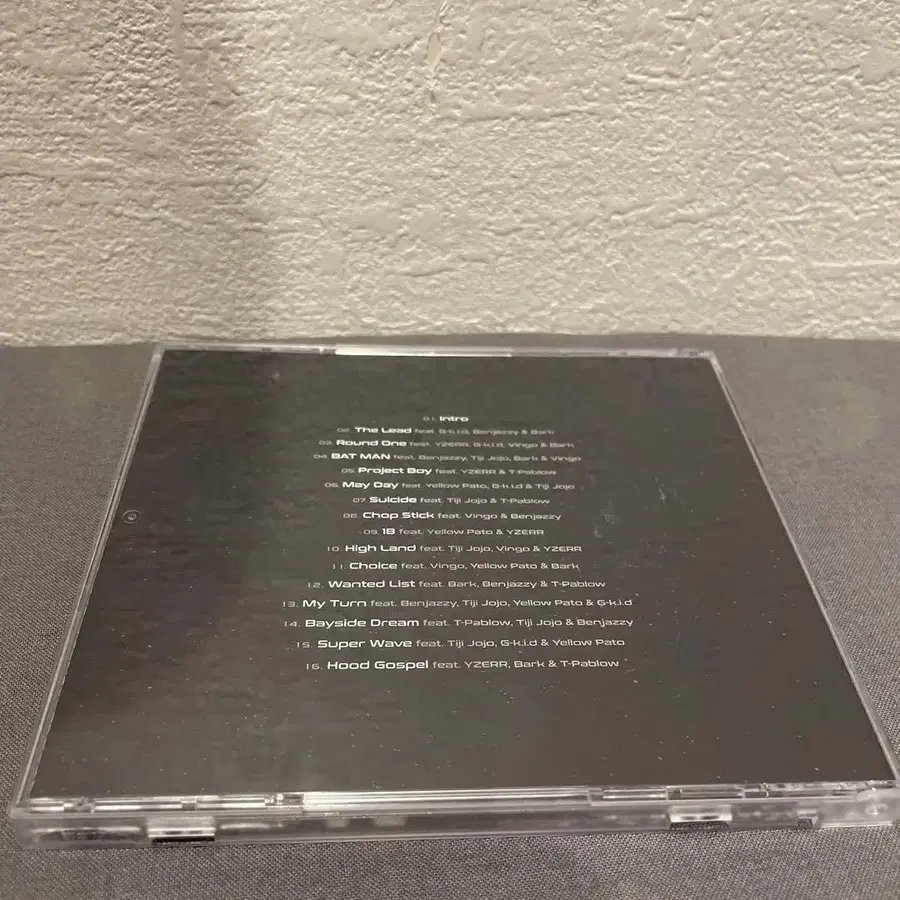 01. Intro
02. The Lead feat. G-k.i.d, Benjazzy & Bark
03. Round One feat. YZERR, G-k.i.d, Vingo & Bark
04. BAT MAN feat. Benjazzy, Tiji Jojo, Bark & Vingo
05. Project Boy feat. YZERR & T-Pablow
06. May Day feat. Yellow Pato, G-k.i.d & Tiji Jojo
07. Suicide feat. Tiji Jojo & T-Pablow
08. Chop Stick feat. Vingo & Benjazzy
09. 18 feat. Yellow Pato & YZERR
10. High Land feat. Tiji Jojo, Vingo & YZERR
11. Choice feat. Vingo, Yellow Pato & Bark
12. Wanted List feat. Bark, Benjazzy & T-Pablow
13. My Turn feat. Benjazzy, Tiji Jojo, Yellow Pato & G-k.i.d
14. Bayside Dream feat. T-Pablow, Tiji Jojo & Benjazzy
15. Super Wave feat. Tiji Jojo, G-k.i.d & Yellow Pato
16. Hood Gospel feat. YZERR, Bark & T-Pablow